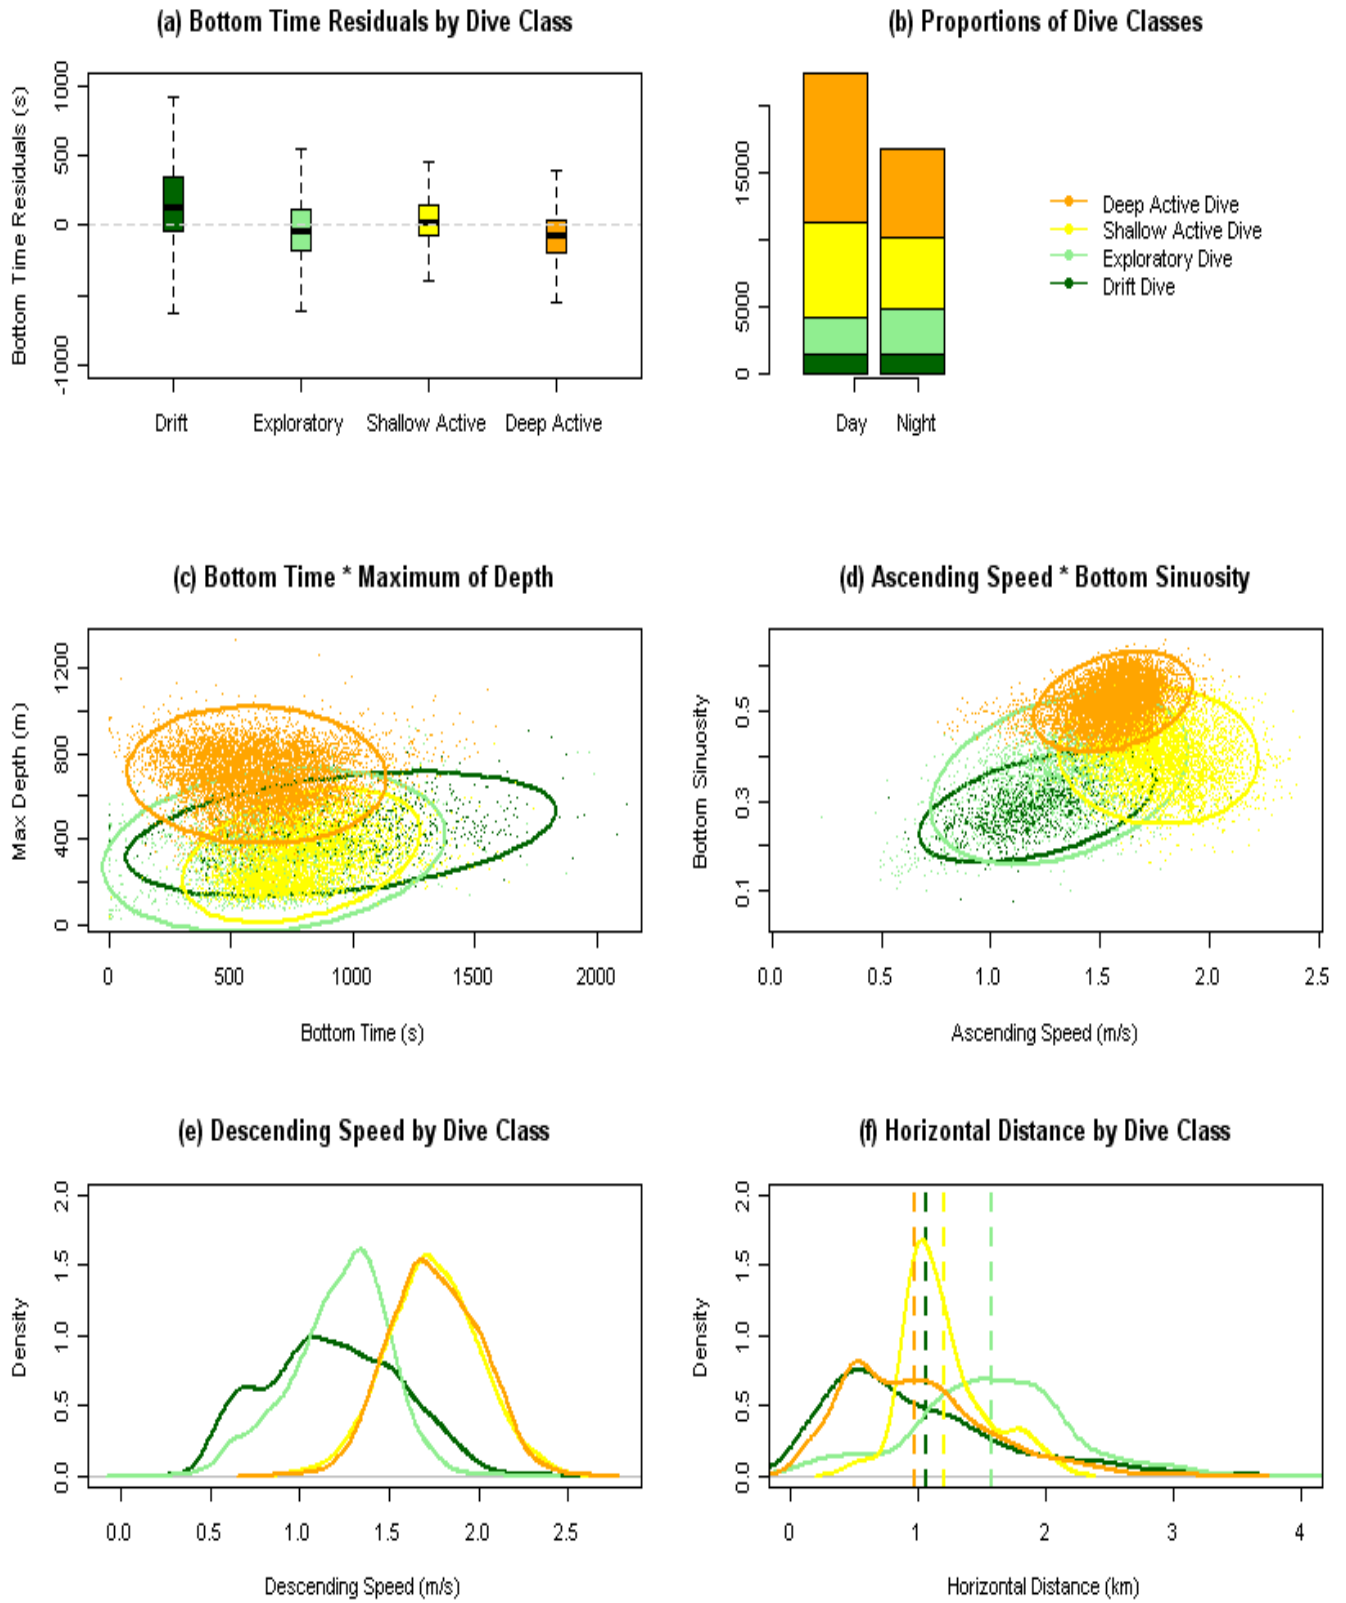 (a) Bottom Time Residuals by Dive Class
Bottom Time Residuals (s)
1000
500
0
-1000
Drift Exploratory Shallow Active Deep Active
(b) Proportions of Dive Classes
15000
5000
0
Day Night
Deep Active Dive
Shallow Active Dive
Exploratory Dive
Drift Dive
(c) Bottom Time * Maximum of Depth
Max Depth (m)
1200
800
400
0
0 500 1000 1500 2000
Bottom Time (s)
(d) Ascending Speed * Bottom Sinuosity
Bottom Sinuosity
0.5
0.3
0.1
0.0 0.5 1.0 1.5 2.0 2.5
Ascending Speed (m/s)
(e) Descending Speed by Dive Class
Density
2.0
1.5
1.0
0.5
0.0
0.0 0.5 1.0 1.5 2.0 2.5
Descending Speed (m/s)
(f) Horizontal Distance by Dive Class
Density
2.0
1.5
1.0
0.5
0.0
0 1 2 3 4
Horizontal Distance (km)